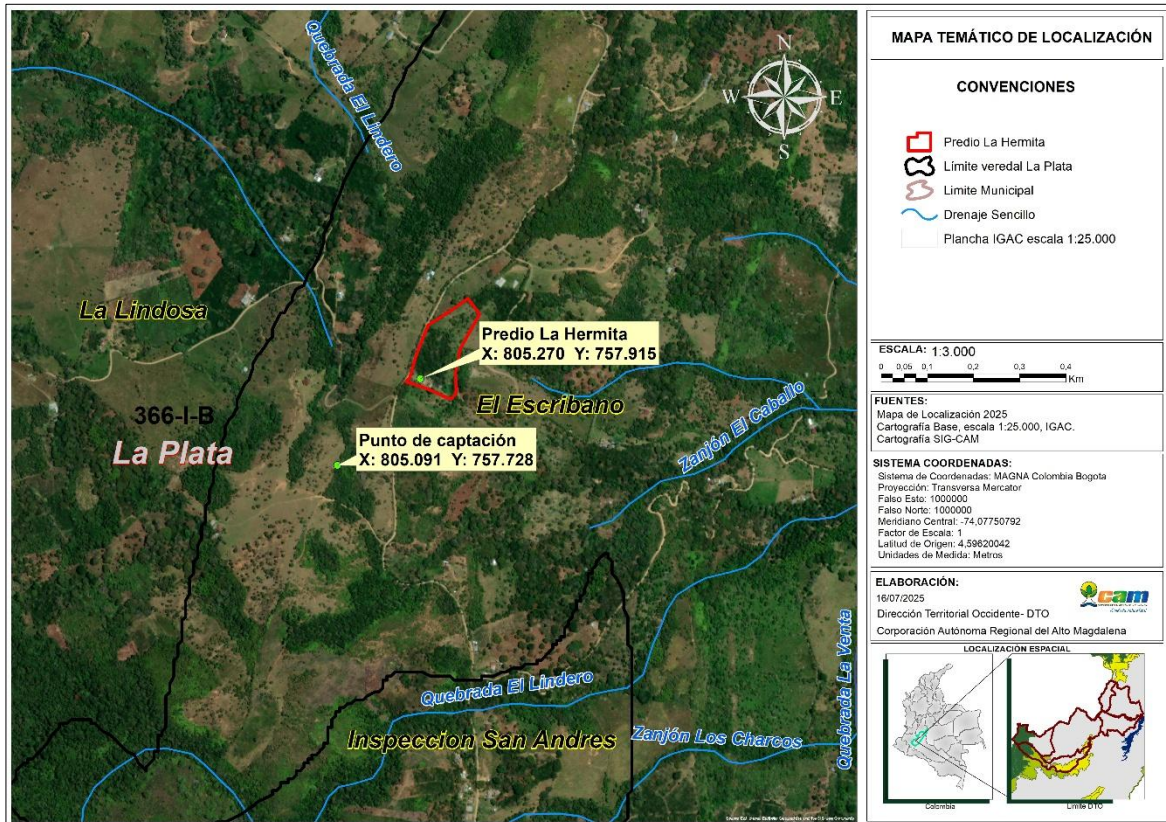 Quebrada El Lindero
La Lindosa
Predio La Hermita
X: 805.270 Y: 757.915
El Escribano
366-I-B
La Plata
Punto de captación
X: 805.091 Y: 757.728
Zanjón El Caballo
Quebrada El Lindero
Inspeccion San Andres
Zanjón Los Charcos
Quebrada La Venta
N
W E
S
MAPA TEMÁTICO DE LOCALIZACIÓN
CONVENCIONES
Predio La Hermita
Límite veredal La Plata
Limite Municipal
Drenaje Sencillo
Plancha IGAC escala 1:25.000
ESCALA: 1:3.000
0 0,05 0,1 0,2 0,3 0,4
Km
FUENTES:
Mapa de Localización 2025
Cartografía Base, escala 1:25.000, IGAC.
Cartografía SIG-CAM
SISTEMA COORDENADAS:
Sistema de Coordenadas: MAGNA Colombia Bogota
Proyección: Transversa Mercator
Falso Este: 1000000
Falso Norte: 1000000
Meridiano Central: -74,07750792
Factor de Escala: 1
Latitud de Origen: 4,59620042
Unidades de Medida: Metros
ELABORACIÓN:
16/07/2025
Dirección Territorial Occidente- DTO
Corporación Autónoma Regional del Alto Magdalena
cam
LOCALIZACIÓN ESPACIAL
Colombia
Límite DTO